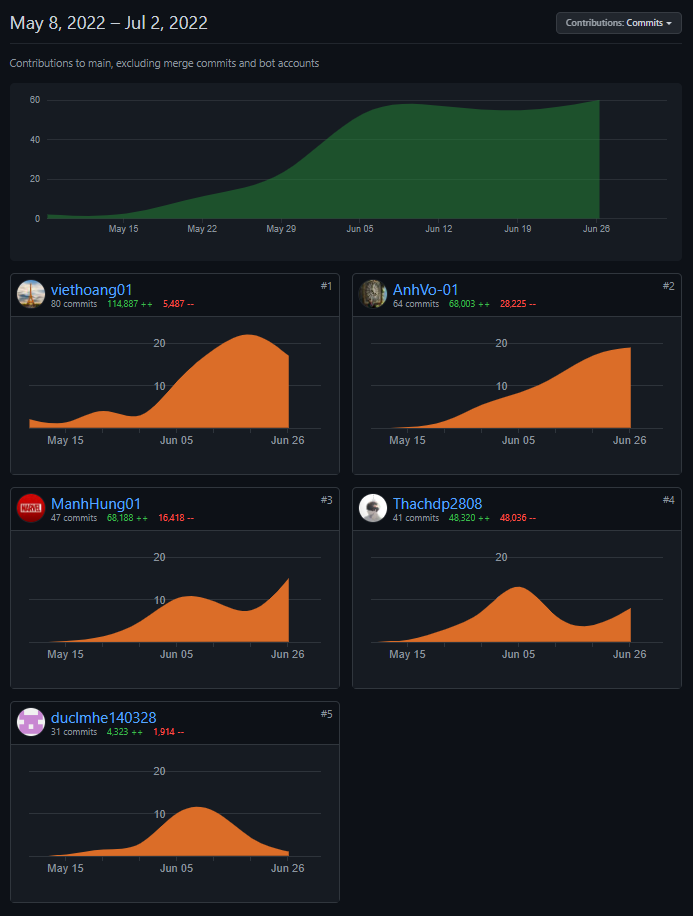 May 8, 2022 – Jul 2, 2022
Contributions: Commits
Contributions to main, excluding merge commits and bot accounts
60
40
20
0
May 15 May 22 May 29 Jun 05 Jun 12 Jun 19 Jun 26
viethoang01 #1
80 commits 114,887 ++ 5,487 --
20
10
May 15 Jun 05 Jun 26
AnhVo-01 #2
64 commits 68,003 ++ 28,225 --
20
10
May 15 Jun 05 Jun 26
ManhHung01 #3
MARVEL
47 commits 68,188 ++ 16,418 --
20
10
May 15 Jun 05 Jun 26
Thachdp2808 #4
41 commits 48,320 ++ 48,036 --
20
10
May 15 Jun 05 Jun 26
duclmhe140328 #5
31 commits 4,323 ++ 1,914 --
20
10
May 15 Jun 05 Jun 26